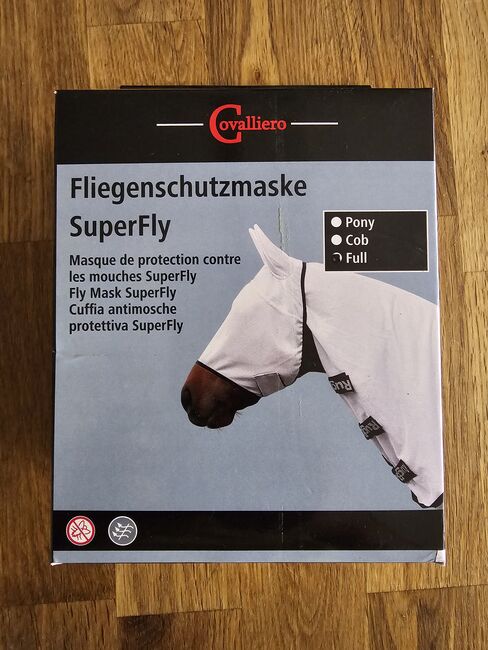 Covalliero
Fliegenschutzmaske
SuperFly
Masque de protection contre
les mouches SuperFly
Fly Mask SuperFly
Cuffia antimosche
protettiva SuperFly
Pony
Cob
Full